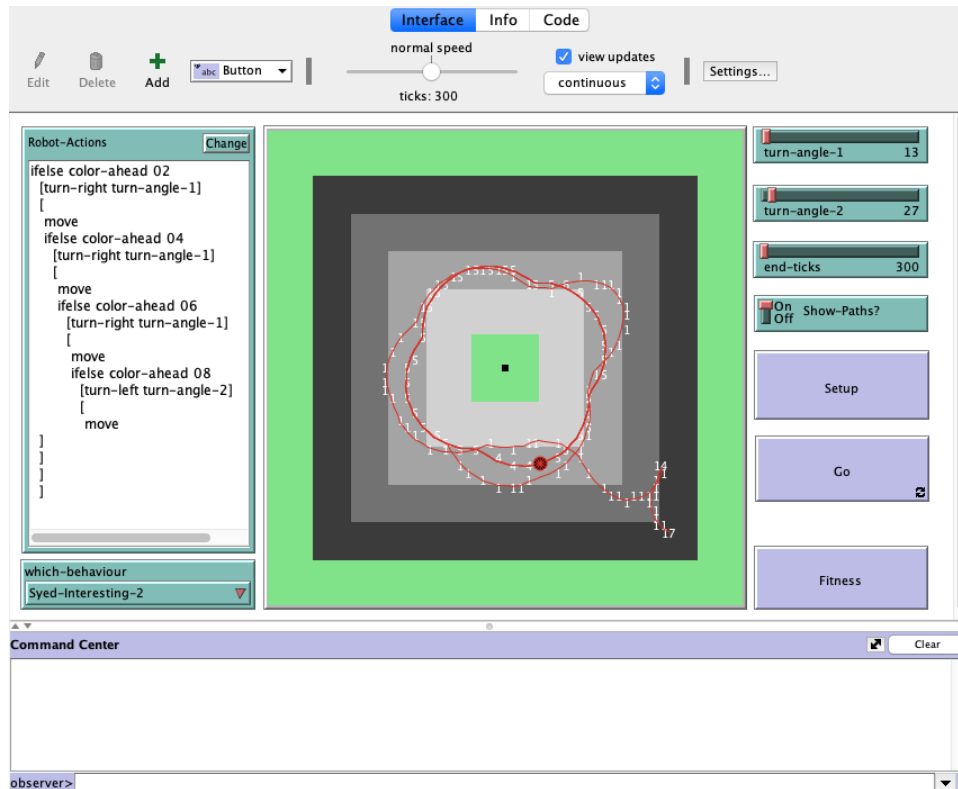 Interface Info Code
Edit
Delete
Add
abc Button
normal speed
ticks: 300
view updates
continuous
Settings...
Robot-Actions
Change
ifelse color-ahead 02
[turn-right turn-angle-1]
[
move
ifelse color-ahead 04
[turn-right turn-angle-1]
[
move
ifelse color-ahead 06
[turn-right turn-angle-1]
[
move
ifelse color-ahead 08
[turn-left turn-angle-2]
[
move
]
]
]
]
which-behaviour
Syed-Interesting-2
14
17
turn-angle-1 13
turn-angle-2 27
end-ticks 300
On
Off
Show-Paths?
Setup
Go
Fitness
Command Center
Clear
observer>